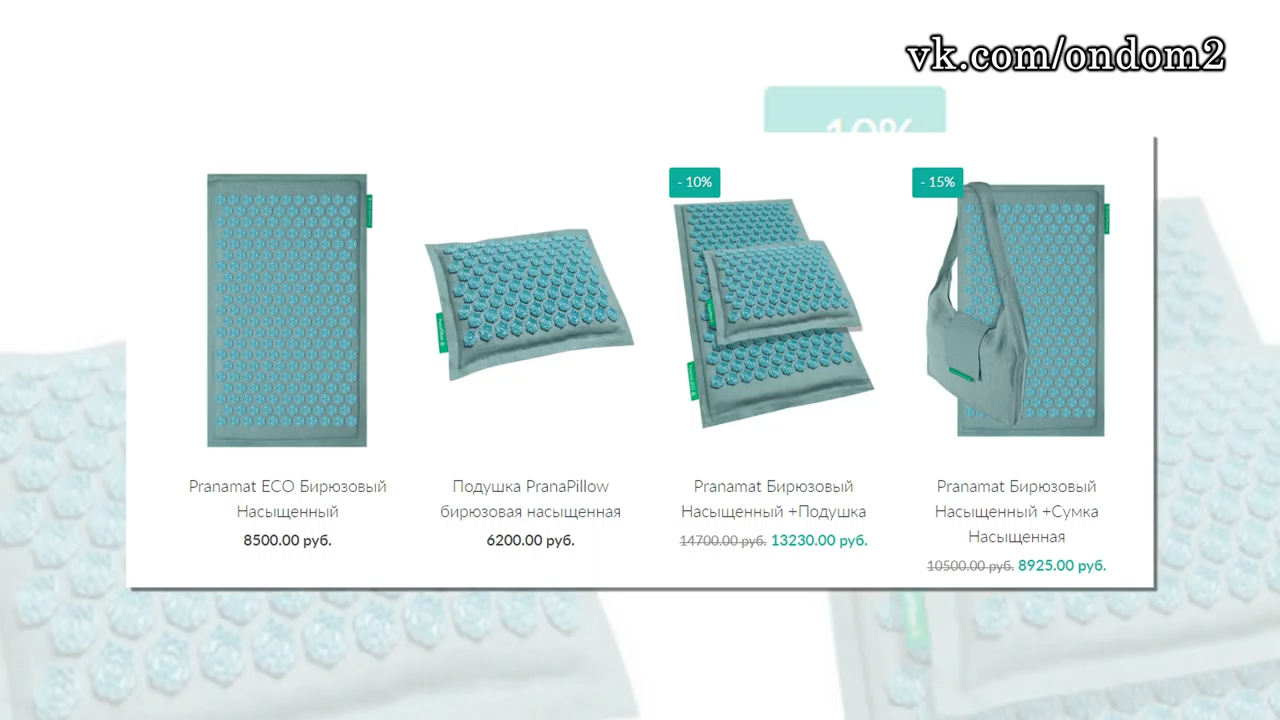 vk.com/ondom2
- 10%
- 10%
- 15%
Pranamat ECO Бирюзовый
Насыщенный
8500.00 руб.
Подушка PranaPillow
бирюзовая насыщенная
6200.00 руб.
Pranamat Бирюзовый
Насыщенный +Подушка
14700.00 руб. 13230.00 руб.
Pranamat Бирюзовый
Насыщенный +Сумка
Насыщенная
10500.00 руб. 8925.00 руб.